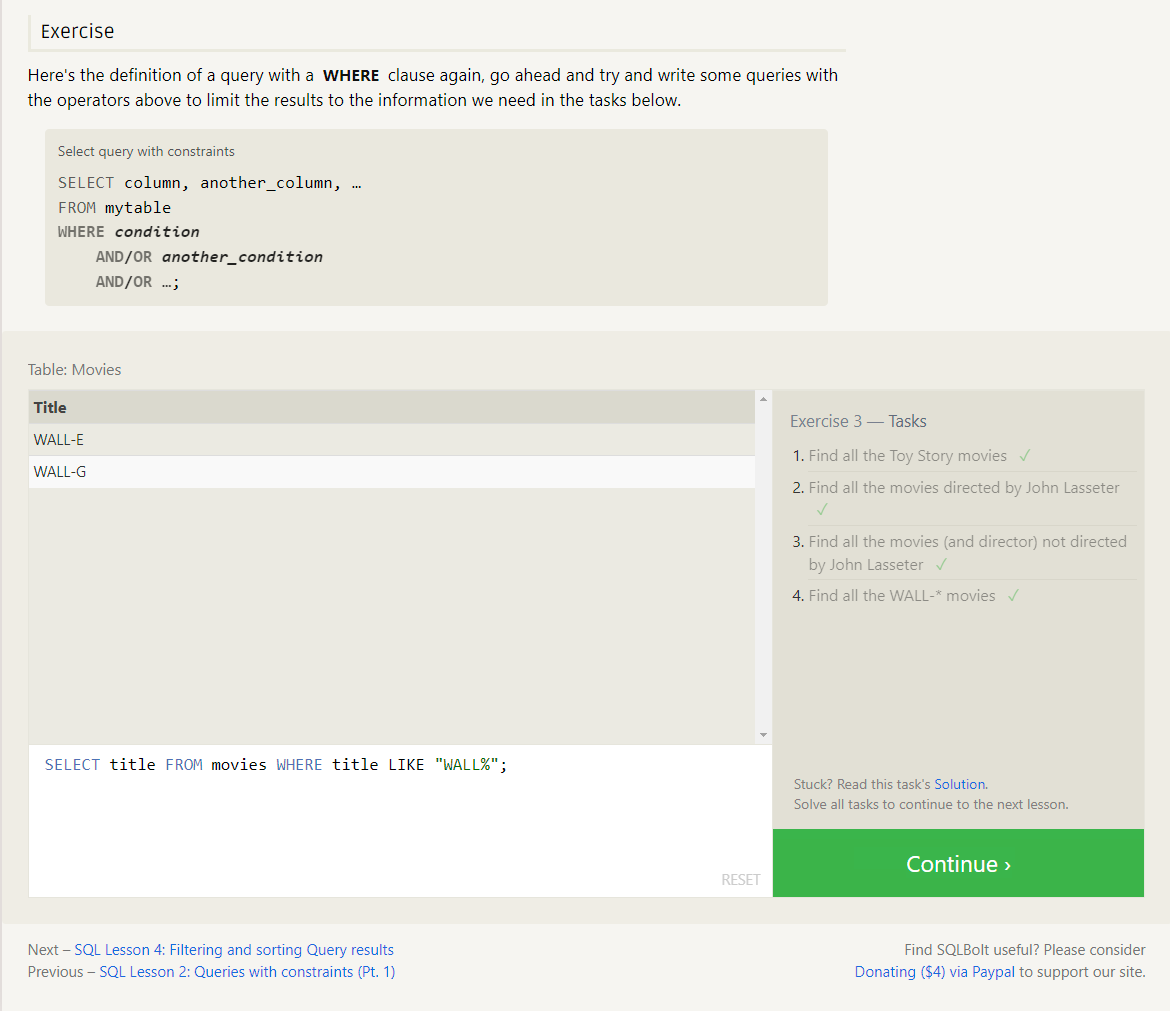 Exercise
Here's the definition of a query with a WHERE clause again, go ahead and try and write some queries with
the operators above to limit the results to the information we need in the tasks below.
Select query with constraints
SELECT column, another_column, …
FROM mytable
WHERE condition
AND/OR another_condition
AND/OR …;
Table: Movies
Title
WALL-E
WALL-G
SELECT title FROM movies WHERE title LIKE "WALL%";
RESET
Exercise 3 — Tasks
1. Find all the Toy Story movies ✓
2. Find all the movies directed by John Lasseter
✓
3. Find all the movies (and director) not directed
by John Lasseter ✓
4. Find all the WALL-* movies ✓
Stuck? Read this task's Solution.
Solve all tasks to continue to the next lesson.
Continue ›
Next – SQL Lesson 4: Filtering and sorting Query results
Previous – SQL Lesson 2: Queries with constraints (Pt. 1)
Find SQLBolt useful? Please consider
Donating ($4) via Paypal to support our site.